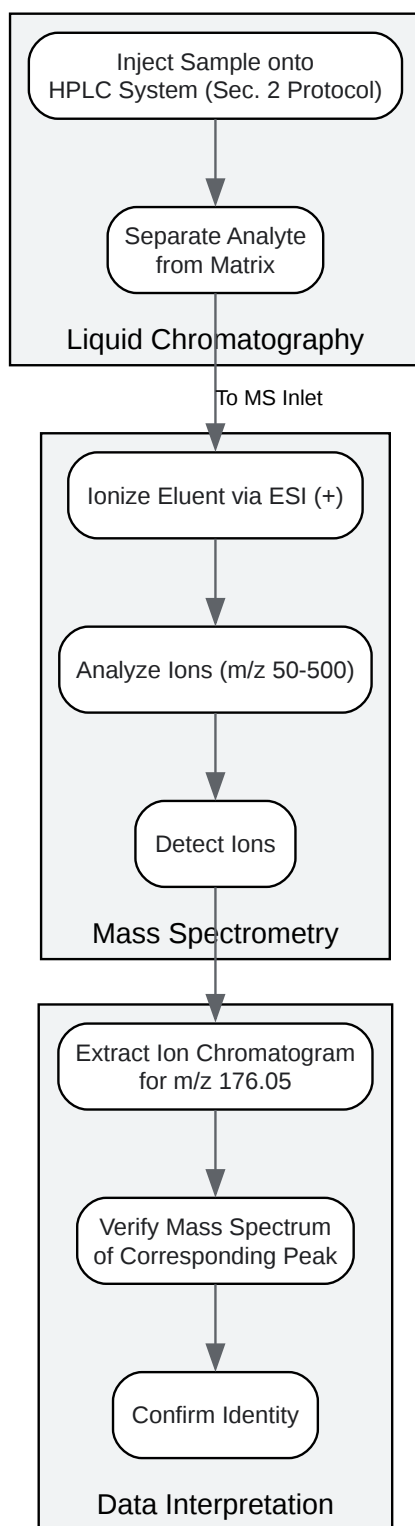 Inject Sample onto
HPLC System (Sec. 2 Protocol)
Separate Analyte
from Matrix
Liquid Chromatography
To MS Inlet
Ionize Eluent via ESI (+)
Analyze Ions (m/z 50-500)
Detect Ions
Mass Spectrometry
Extract Ion Chromatogram
for m/z 176.05
Verify Mass Spectrum
of Corresponding Peak
Confirm Identity
Data Interpretation